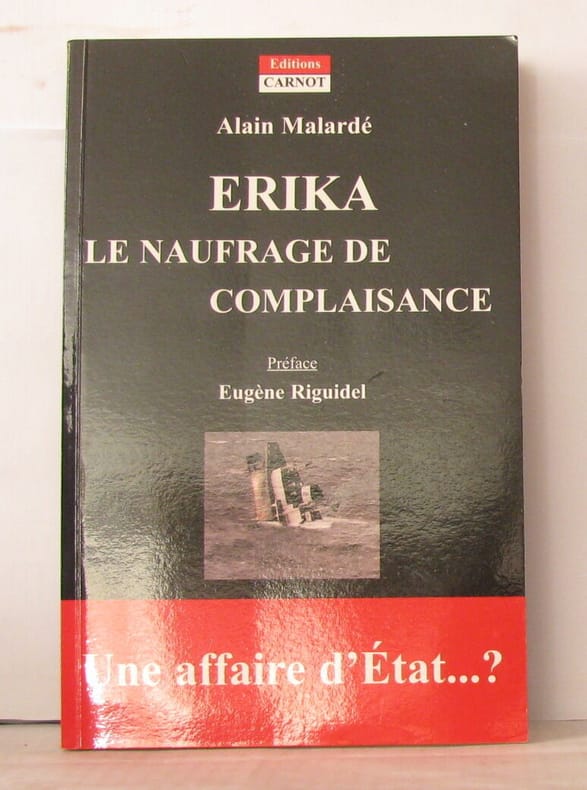 Editions
CARNOT
Alain Malardé
ERIKA
LE NAUFRAGE DE
COMPLAISANCE
Préface
Eugène Riguidel
Une affaire d'État...?